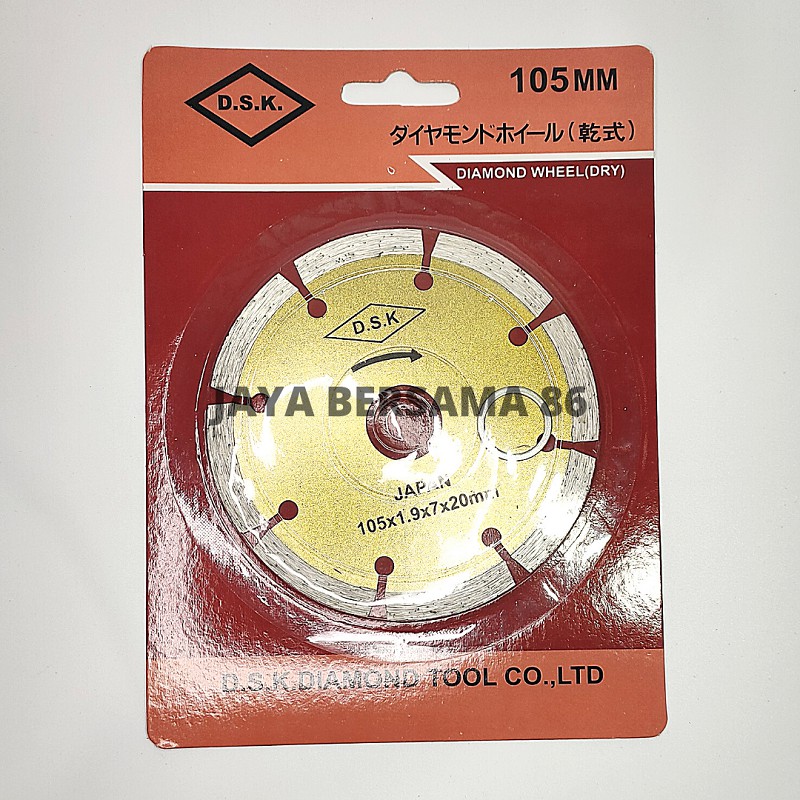 D.S.K.
105MM
ダイヤモンドホイール(乾式)
DIAMOND WHEEL(DRY)
D.S.K
JAYA BERSAMA 86
JAPAN
105x1.9x7x20mm
D.S.K.DIAMOND TOOL CO.,LTD